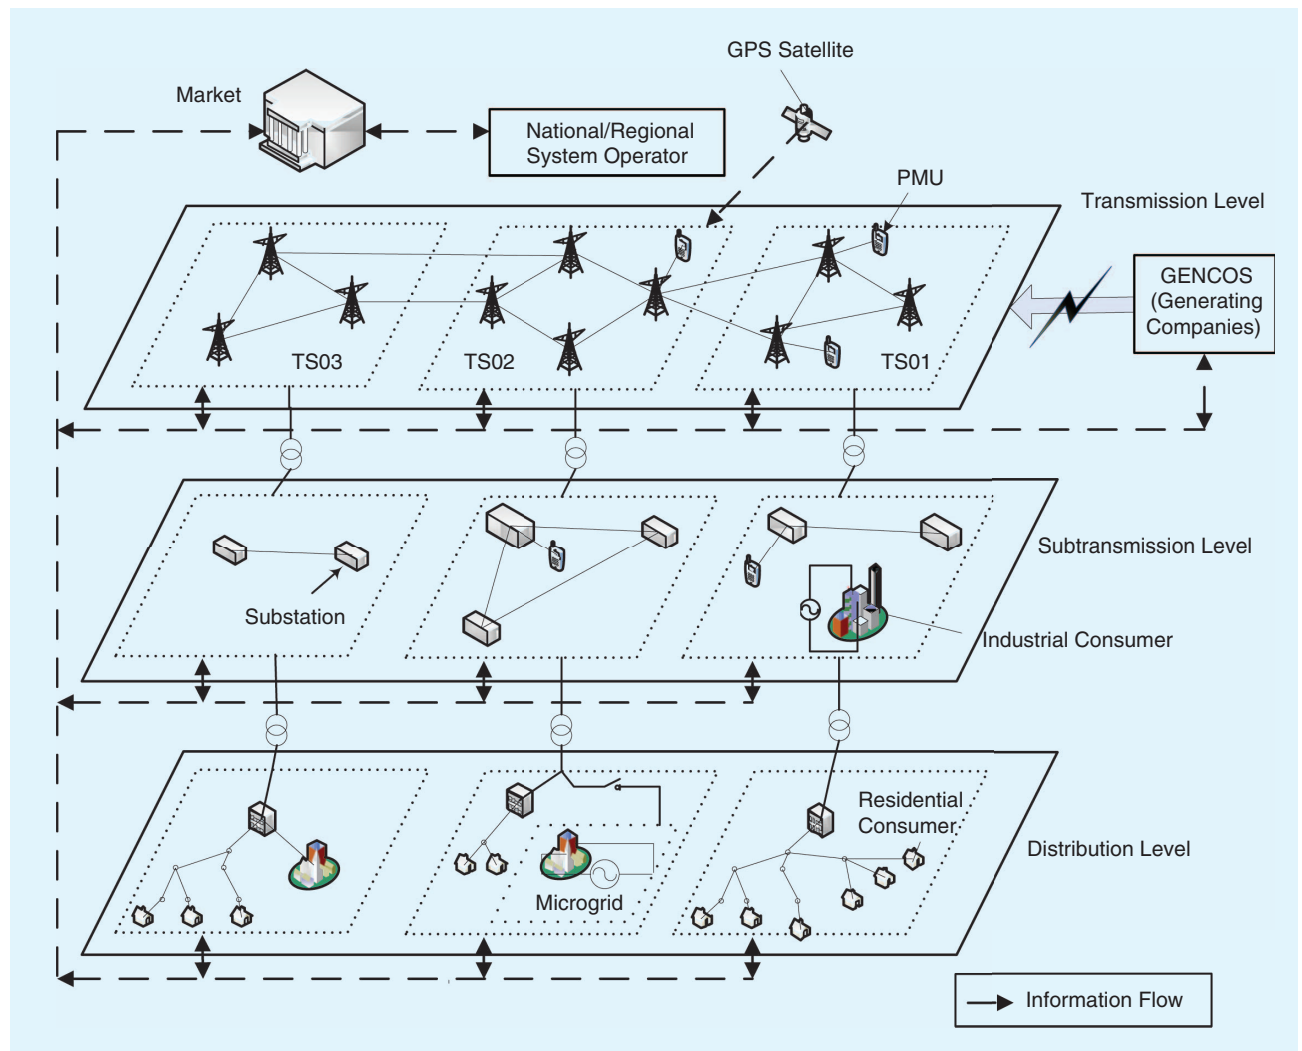 GPS Satellite
Market
National/Regional
System Operator
PMU
Transmission Level
GENCOS
(Generating
Companies)
TS03
TS02
TS01
Subtransmission Level
Substation
Industrial Consumer
Residential
Consumer
Distribution Level
Microgrid
Information Flow